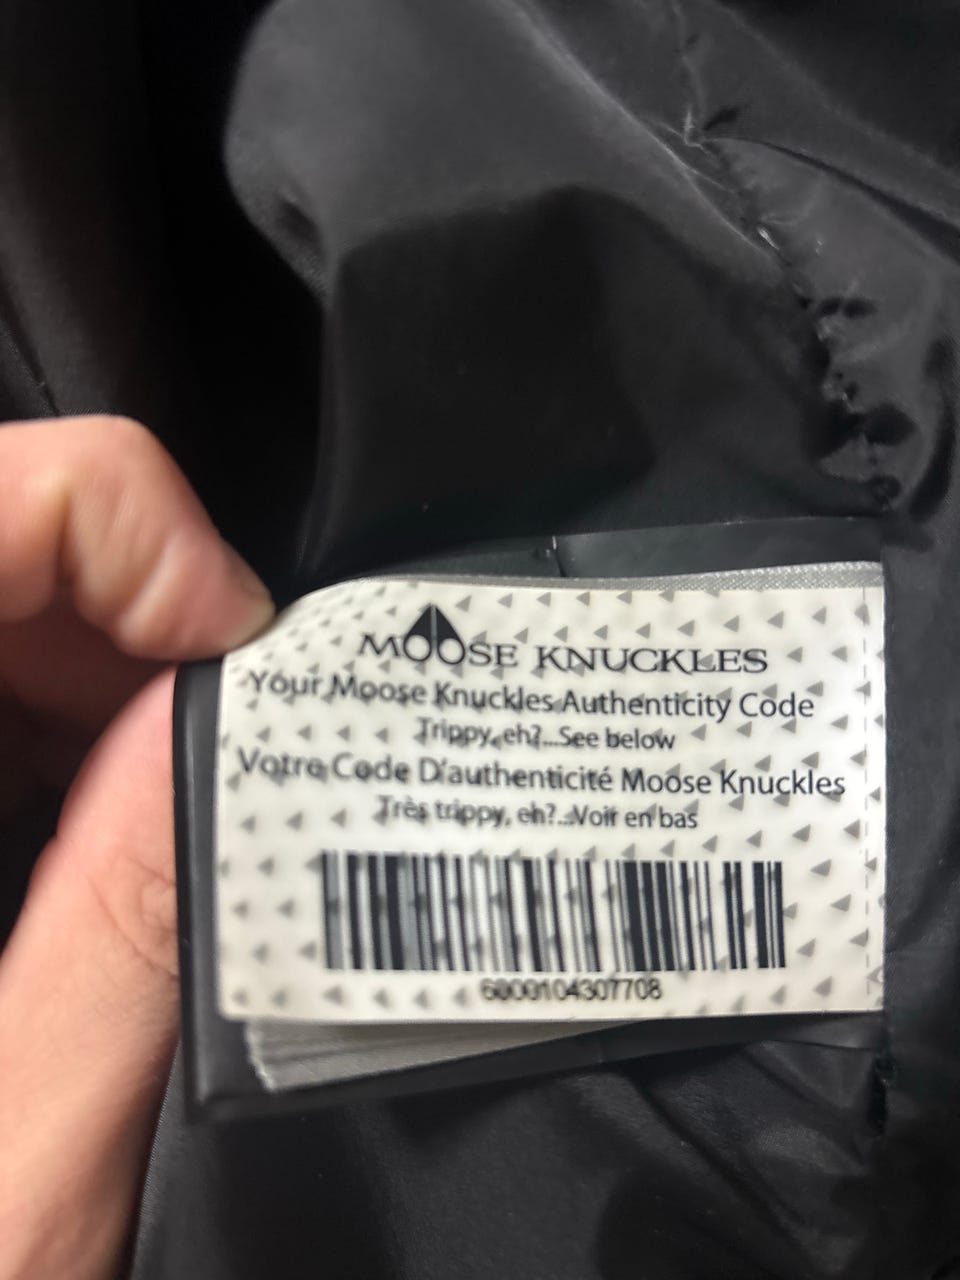 MOOSE KNUCKLES
Your Moose Knuckles Authenticity Code
Trippy, eh?...See below
Votre Code D'authenticité Moose Knuckles
Très trippy, eh?...Voir en bas
6000104307708